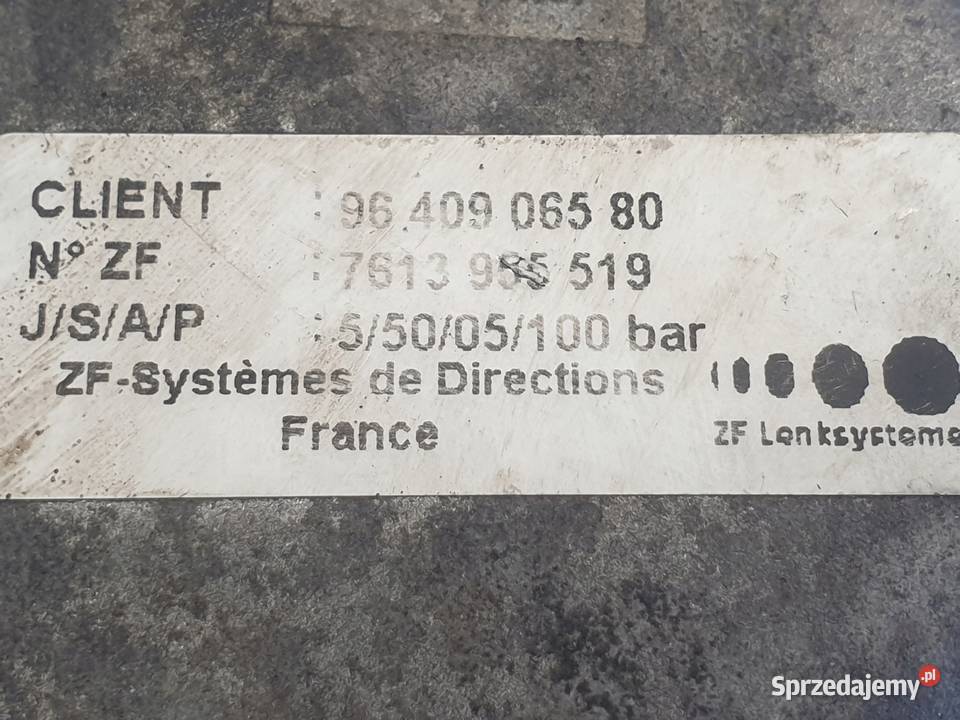 CLIENT : 96 409 065 80
N° ZF : 7613 955 519
J/S/A/P : 5/50/05/100 bar
ZF-Systèmes de Directions
France
ZF Lenksysteme
Sprzedajemy.pl